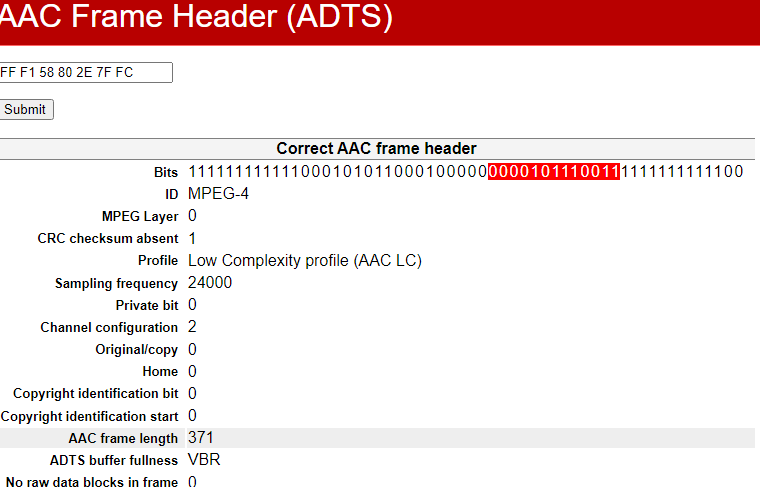 AAC Frame Header (ADTS)
FF F1 58 80 2E 7F FC
Submit
Correct AAC frame header
Bits 11111111111100010101100010000000001011100111111111111100
ID MPEG-4
MPEG Layer 0
CRC checksum absent 1
Profile Low Complexity profile (AAC LC)
Sampling frequency 24000
Private bit 0
Channel configuration 2
Original/copy 0
Home 0
Copyright identification bit 0
Copyright identification start 0
AAC frame length 371
ADTS buffer fullness VBR
No raw data blocks in frame 0